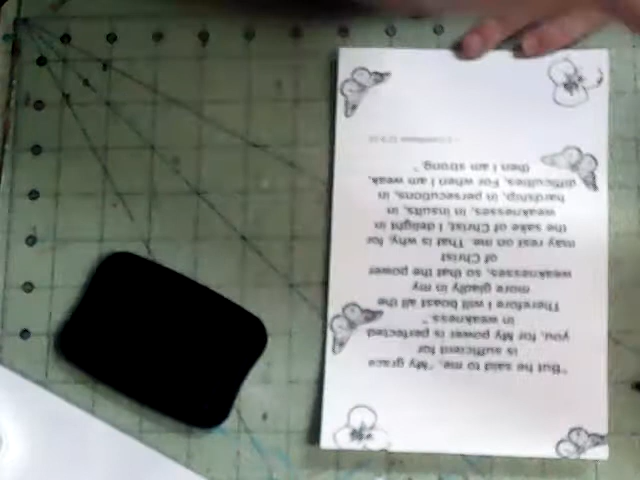 "But he said to me, "My grace
is sufficient for
you, for My power is perfected
in weakness."
Therefore I will boast all the
more gladly in my
weaknesses, so that the power
of Christ
may rest on me. That is why, for
the sake of Christ, I delight in
weaknesses, in insults, in
hardship, in persecutions, in
difficulties. For when I am weak,
then I am strong."